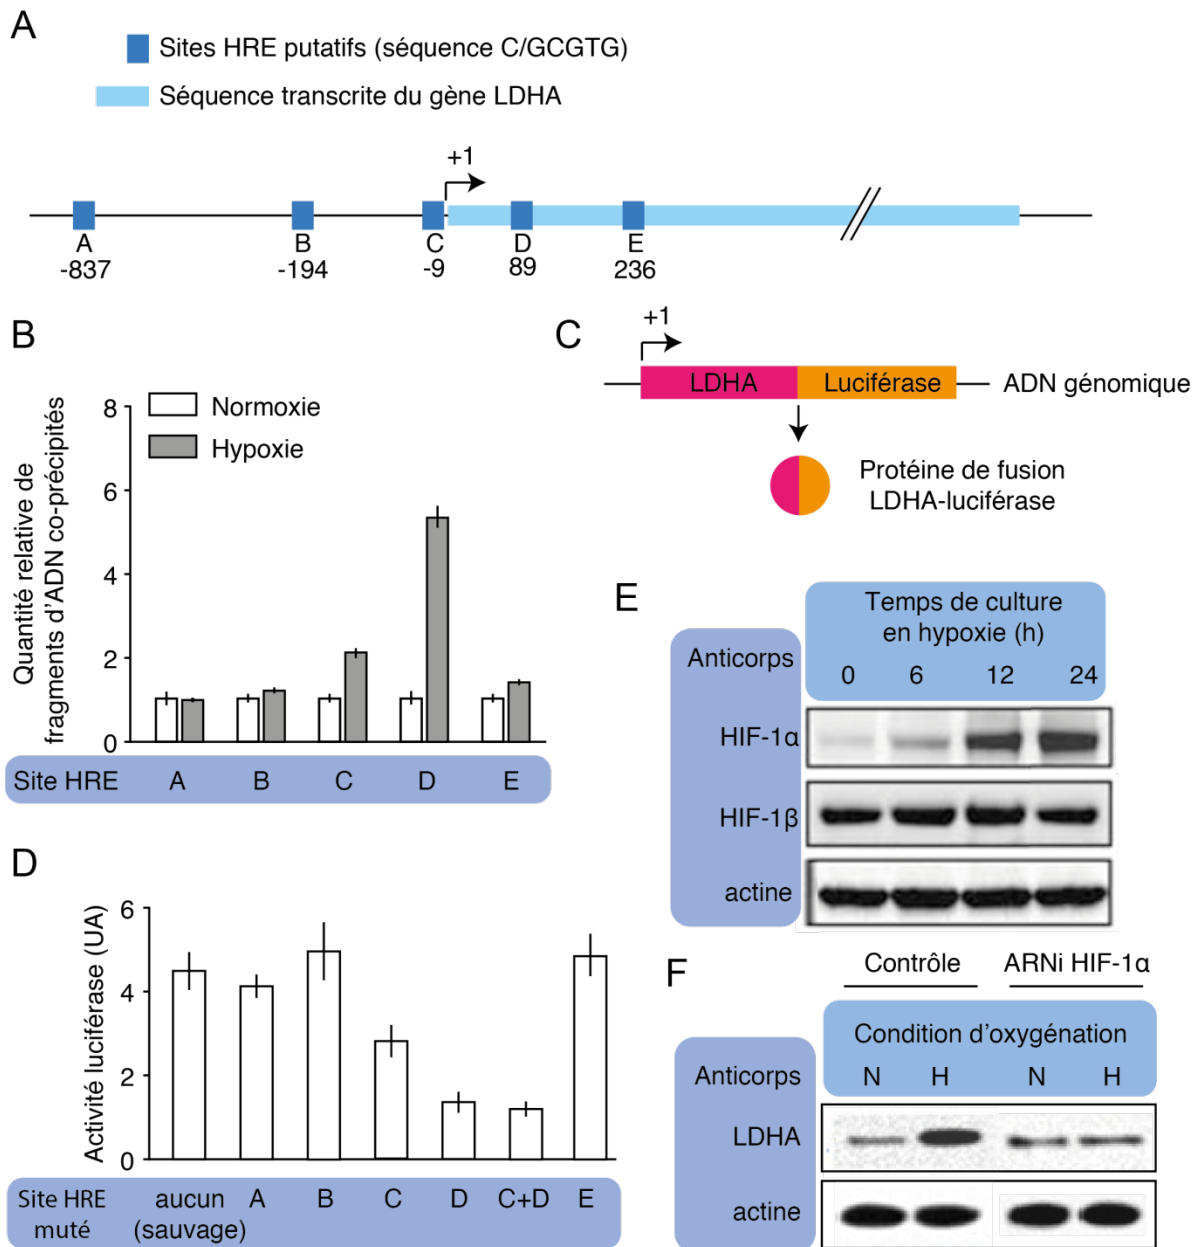 A
Sites HRE putatifs (séquence C/GCGTG)
Séquence transcrite du gène LDHA
+1
A B C D E
-837 -194 -9 89 236
B
Quantité relative de
fragments d'ADN co-précipités
8
6
4
2
0
Normoxie
Hypoxie
Site HRE A B C D E
C
+1
LDHA Luciférase ADN génomique
Protéine de fusion
LDHA-luciférase
D
Activité luciférase (UA)
6
4
2
0
Site HRE muté
aucun (sauvage) A B C D C+D E
E
Temps de culture
en hypoxie (h)
Anticorps
0 6 12 24
HIF-1α
HIF-1β
actine
F
Contrôle ARNi HIF-1α
Condition d'oxygénation
Anticorps N H N H
LDHA
actine